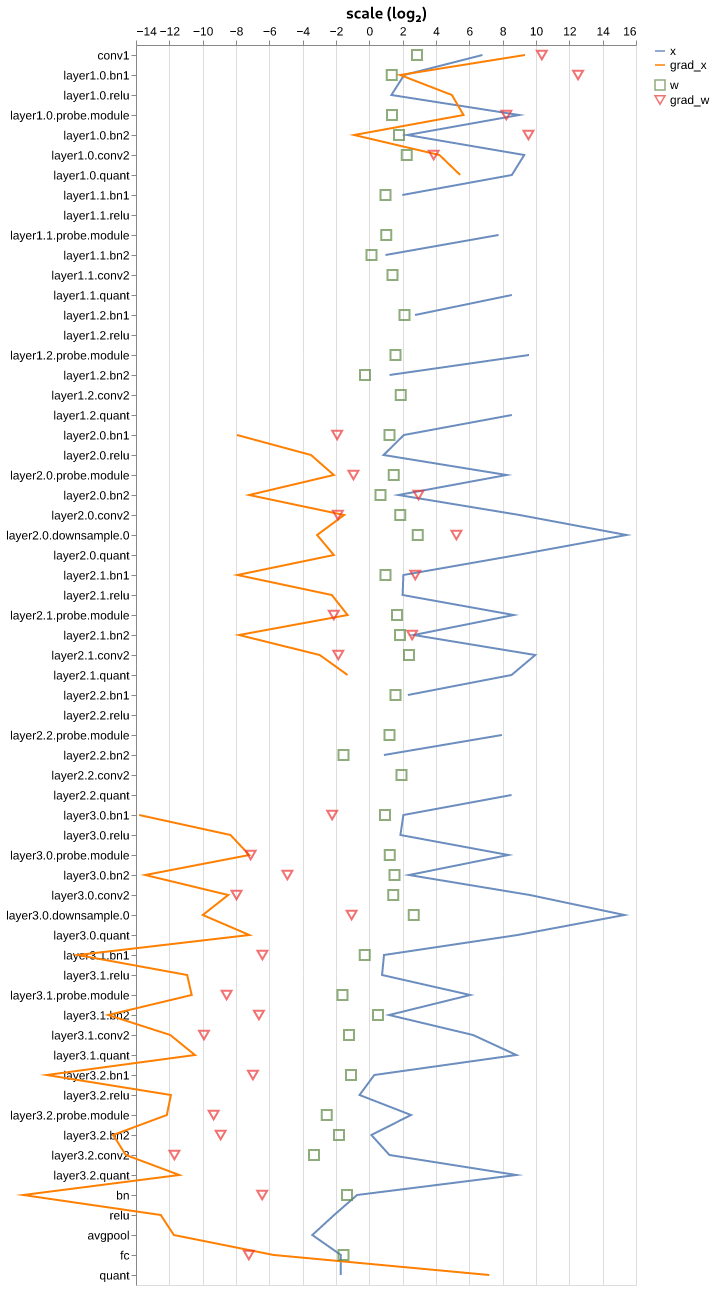 scale (log₂)
−14 −12 −10 −8 −6 −4 −2 0 2 4 6 8 10 12 14 16
x
grad_x
w
grad_w
conv1
layer1.0.bn1
layer1.0.relu
layer1.0.probe.module
layer1.0.bn2
layer1.0.conv2
layer1.0.quant
layer1.1.bn1
layer1.1.relu
layer1.1.probe.module
layer1.1.bn2
layer1.1.conv2
layer1.1.quant
layer1.2.bn1
layer1.2.relu
layer1.2.probe.module
layer1.2.bn2
layer1.2.conv2
layer1.2.quant
layer2.0.bn1
layer2.0.relu
layer2.0.probe.module
layer2.0.bn2
layer2.0.conv2
layer2.0.downsample.0
layer2.0.quant
layer2.1.bn1
layer2.1.relu
layer2.1.probe.module
layer2.1.bn2
layer2.1.conv2
layer2.1.quant
layer2.2.bn1
layer2.2.relu
layer2.2.probe.module
layer2.2.bn2
layer2.2.conv2
layer2.2.quant
layer3.0.bn1
layer3.0.relu
layer3.0.probe.module
layer3.0.bn2
layer3.0.conv2
layer3.0.downsample.0
layer3.0.quant
layer3.1.bn1
layer3.1.relu
layer3.1.probe.module
layer3.1.bn2
layer3.1.conv2
layer3.1.quant
layer3.2.bn1
layer3.2.relu
layer3.2.probe.module
layer3.2.bn2
layer3.2.conv2
layer3.2.quant
bn
relu
avgpool
fc
quant